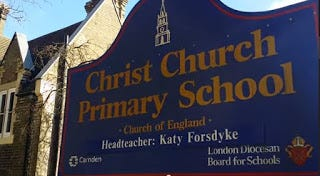 Christ Church
Primary School
· Church of England ·
Headteacher: Katy Forsdyke
Camden
London Diocesan
Board for Schools